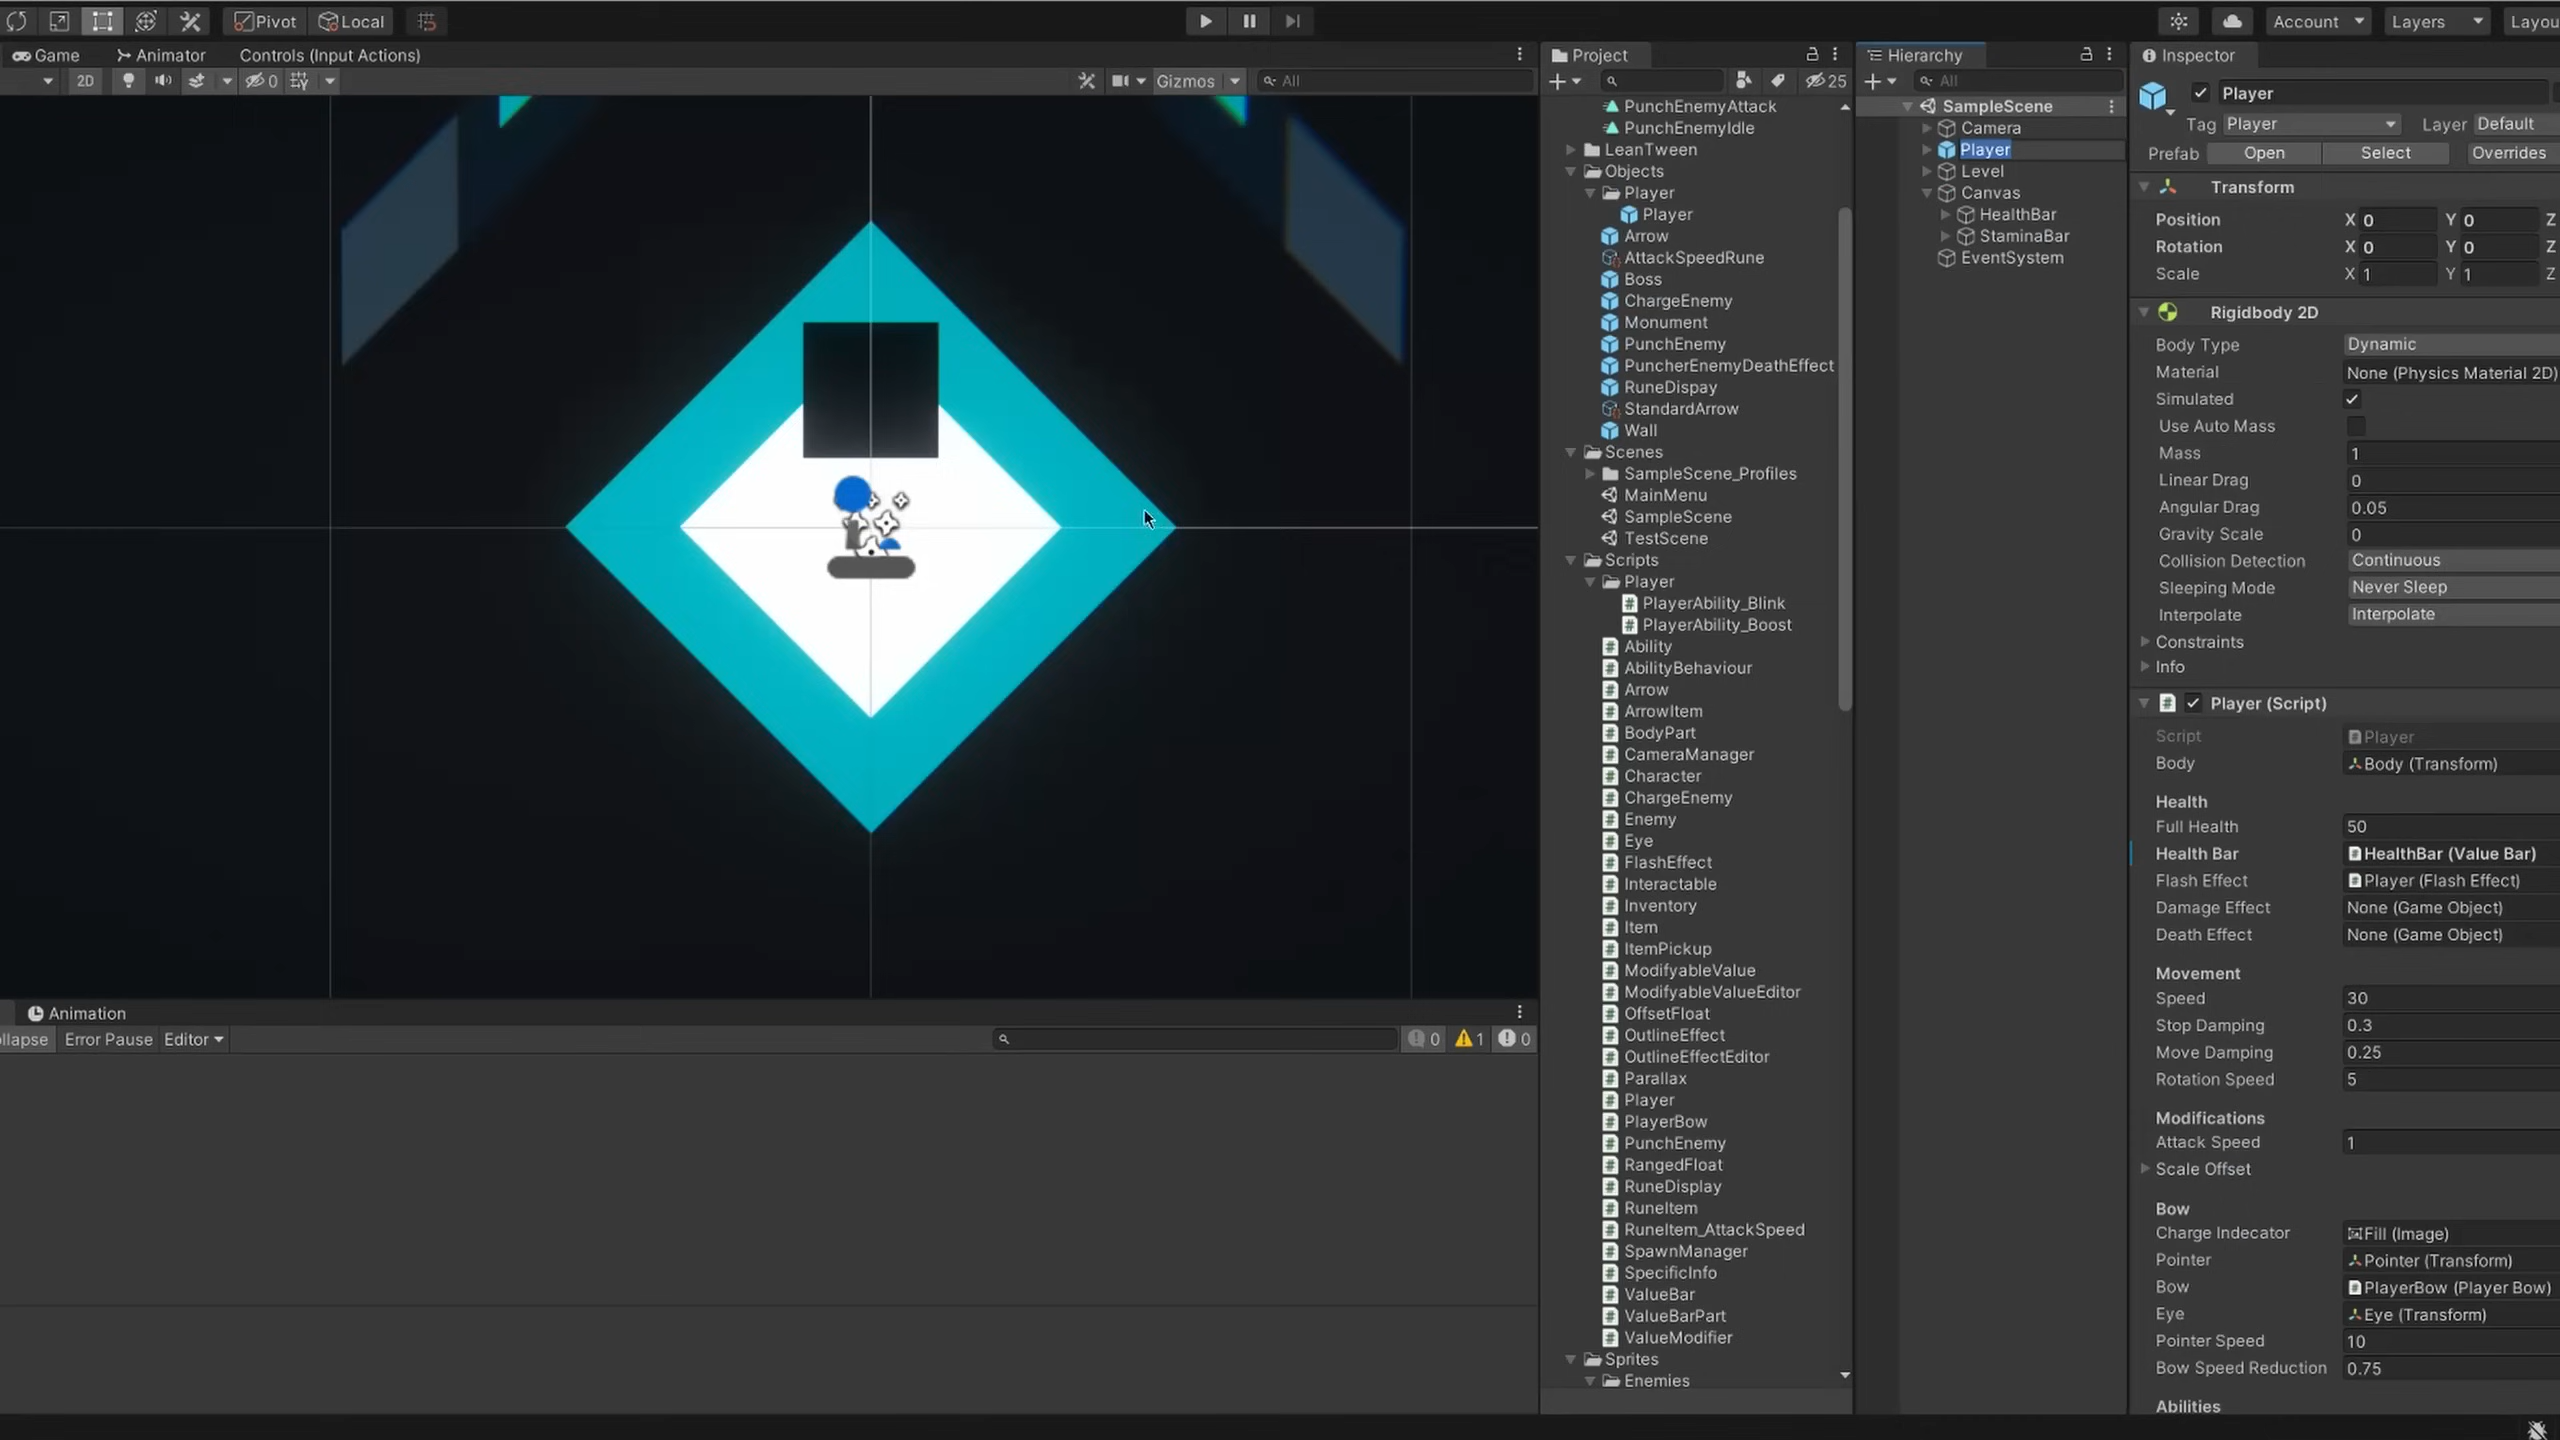 Pivot Local Account Layers Layou
Game Animator Controls (Input Actions)
2D 0 Gizmos All
Project
25
PunchEnemyAttack
PunchEnemyIdle
LeanTween
Objects
Player
Player
Arrow
AttackSpeedRune
Boss
ChargeEnemy
Monument
PunchEnemy
PuncherEnemyDeathEffect
RuneDispay
StandardArrow
Wall
Scenes
SampleScene_Profiles
MainMenu
SampleScene
TestScene
Scripts
Player
PlayerAbility_Blink
PlayerAbility_Boost
Ability
AbilityBehaviour
Arrow
ArrowItem
BodyPart
CameraManager
Character
ChargeEnemy
Enemy
Eye
FlashEffect
Interactable
Inventory
Item
ItemPickup
ModifyableValue
ModifyableValueEditor
OffsetFloat
OutlineEffect
OutlineEffectEditor
Parallax
Player
PlayerBow
PunchEnemy
RangedFloat
RuneDisplay
RuneItem
RuneItem_AttackSpeed
SpawnManager
SpecificInfo
ValueBar
ValueBarPart
ValueModifier
Sprites
Enemies
Hierarchy
All
SampleScene
Camera
Player
Level
Canvas
HealthBar
StaminaBar
EventSystem
Inspector
Player
Tag Player Layer Default
Prefab Open Select Overrides
Transform
Position X 0 Y 0 Z
Rotation X 0 Y 0 Z
Scale X 1 Y 1 Z
Rigidbody 2D
Body Type Dynamic
Material None (Physics Material 2D)
Simulated
Use Auto Mass
Mass 1
Linear Drag 0
Angular Drag 0.05
Gravity Scale 0
Collision Detection Continuous
Sleeping Mode Never Sleep
Interpolate Interpolate
Constraints
Info
Player (Script)
Script Player
Body Body (Transform)
Health
Full Health 50
Health Bar HealthBar (Value Bar)
Flash Effect Player (Flash Effect)
Damage Effect None (Game Object)
Death Effect None (Game Object)
Movement
Speed 30
Stop Damping 0.3
Move Damping 0.25
Rotation Speed 5
Modifications
Attack Speed 1
Scale Offset
Bow
Charge Indecator Fill (Image)
Pointer Pointer (Transform)
Bow PlayerBow (Player Bow)
Eye Eye (Transform)
Pointer Speed 10
Bow Speed Reduction 0.75
Abilities
Animation
ollapse Error Pause Editor 0 1 0